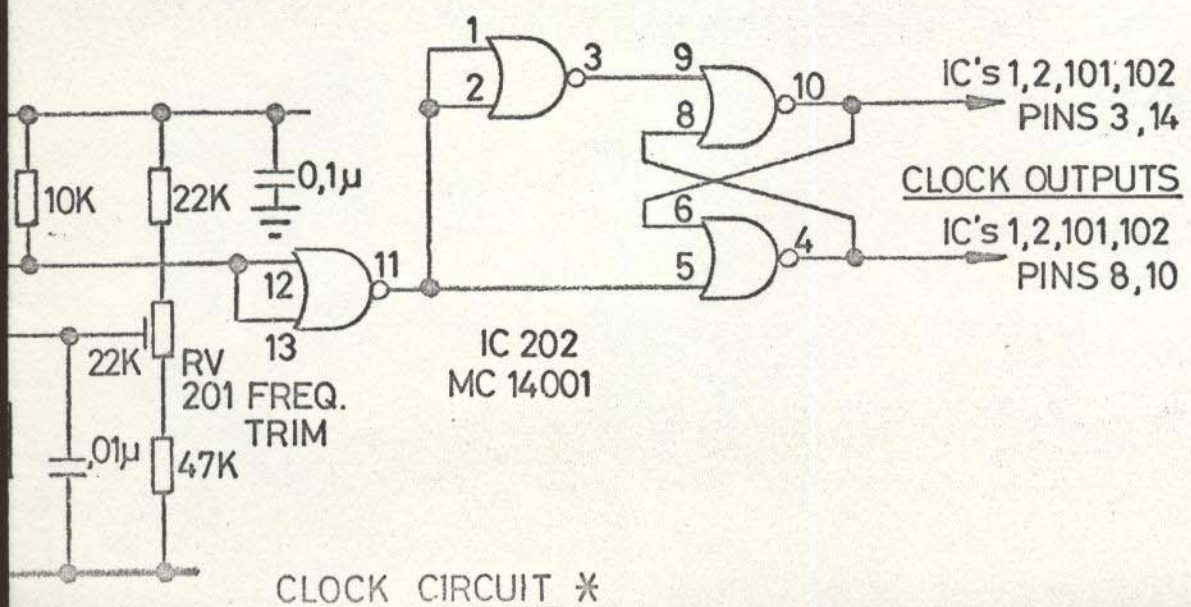 1
2
3
9
8
10
IC's 1,2,101,102
PINS 3,14
CLOCK OUTPUTS
10K
22K
0,1µ
6
5
4
IC's 1,2,101,102
PINS 8,10
12
13
11
22K
RV
201 FREQ.
TRIM
IC 202
MC 14001
,01µ
47K
CLOCK CIRCUIT *